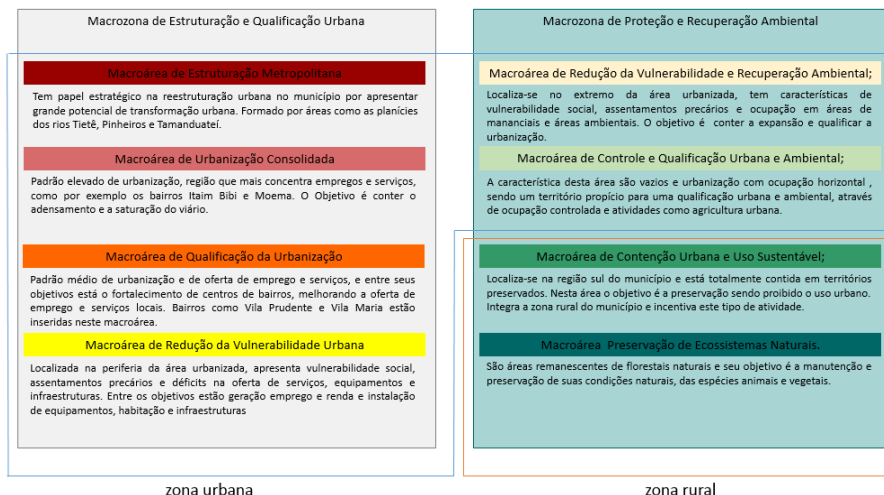 Macrozona de Estruturação e Qualificação Urbana
Macroárea de Estruturação Metropolitana
Tem papel estratégico na reestruturação urbana no município por apresentar
grande potencial de transformação urbana. Formado por áreas como as planícies
dos rios Tietê, Pinheiros e Tamanduateí.
Macroárea de Urbanização Consolidada
Padrão elevado de urbanização, região que mais concentra empregos e serviços,
como por exemplo os bairros Itaim Bibi e Moema. O Objetivo é conter o
adensamento e a saturação do viário.
Macroárea de Qualificação da Urbanização
Padrão médio de urbanização e de oferta de emprego e serviços, e entre seus
objetivos está o fortalecimento de centros de bairros, melhorando a oferta de
emprego e serviços locais. Bairros como Vila Prudente e Vila Maria estão
inseridas neste macroárea.
Macroárea de Redução da Vulnerabilidade Urbana
Localizada na periferia da área urbanizada, apresenta vulnerabilidade social,
assentamentos precários e déficits na oferta de serviços, equipamentos e
infraestruturas. Entre os objetivos estão geração emprego e renda e instalação
de equipamentos, habitação e infraestruturas
zona urbana
Macrozona de Proteção e Recuperação Ambiental
Macroárea de Redução da Vulnerabilidade e Recuperação Ambiental;
Localiza-se no extremo da área urbanizada, tem características de
vulnerabilidade social, assentamentos precários e ocupação em áreas de
mananciais e áreas ambientais. O objetivo é conter a expansão e qualificar a
urbanização.
Macroárea de Controle e Qualificação Urbana e Ambiental;
A característica desta área são vazios e urbanização com ocupação horizontal ,
sendo um território propício para uma qualificação urbana e ambiental, através
de ocupação controlada e atividades como agricultura urbana.
Macroárea de Contenção Urbana e Uso Sustentável;
Localiza-se na região sul do município e está totalmente contida em territórios
preservados. Nesta área o objetivo é a preservação sendo proibido o uso urbano.
Integra a zona rural do município e incentiva este tipo de atividade.
Macroárea Preservação de Ecossistemas Naturais.
São áreas remanescentes de florestais naturais e seu objetivo é a manutenção e
preservação de suas condições naturais, das espécies animais e vegetais.
zona rural